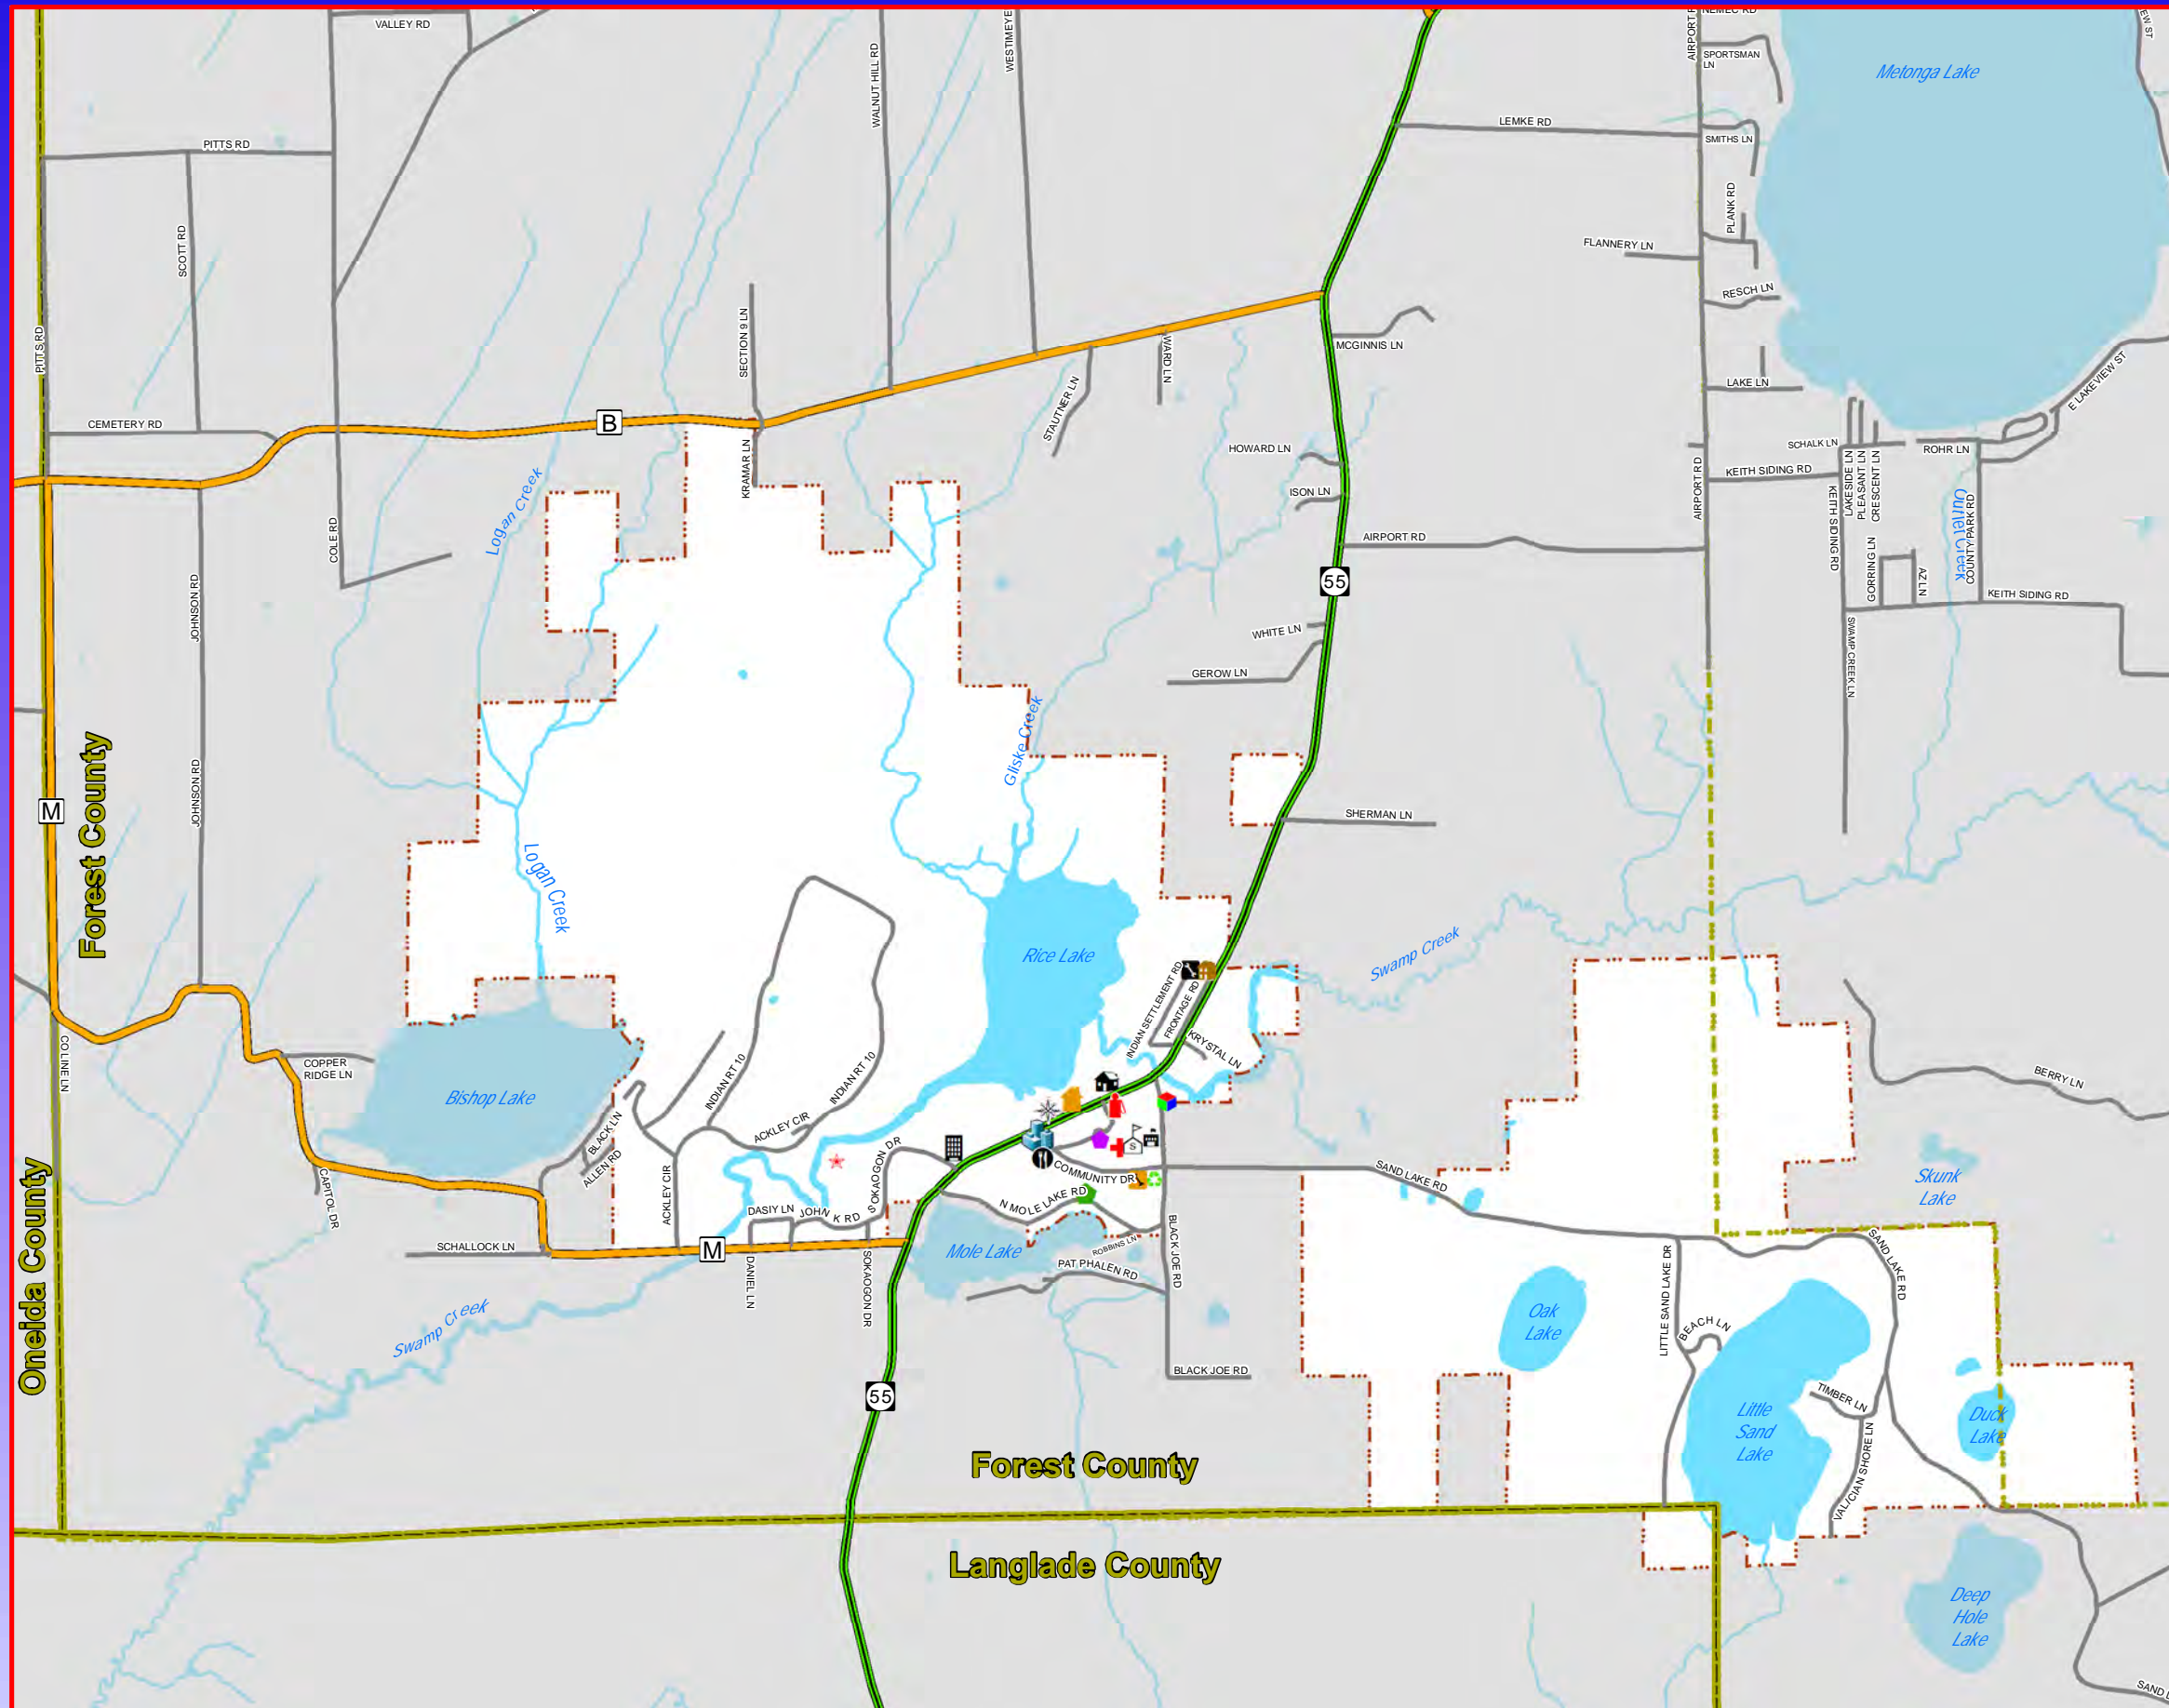 VALLEY RD
WALNUT HILL RD
WESTIMEYE
AIRPORT R
NEMEC RD
SPORTSMAN
LN
EW ST
Metonga Lake
PITTS RD
LEMKE RD
SMITHS LN
SCOTT RD
PLANK RD
FLANNERY LN
RESCH LN
PITTS RD
SECTION 9 LN
MCGINNIS LN
WARD LN
STAUTNER LN
LAKE LN
E LAKEVIEW ST
CEMETERY RD
B
KRAMAR LN
HOWARD LN
SCHALK LN
ROHR LN
KEITH SIDING RD
ISON LN
AIRPORT RD
LAKESIDE LN
PLEASANT LN
CRESCENT LN
KEITH SIDING RD
Outlet Creek
COUNTY PARK RD
Logan Creek
COLE RD
AIRPORT RD
55
GORRING LN
AZ LN
KEITH SIDING RD
JOHNSON RD
WHITE LN
GEROW LN
SWAMP CREEK LN
Gliske Creek
Forest County
M
JOHNSON RD
SHERMAN LN
Logan Creek
Rice Lake
Swamp Creek
INDIAN SETTLEMENT RD
FRONTAGE RD
KRYSTAL LN
COLINE LN
COPPER
RIDGE LN
Bishop Lake
INDIAN RT 10
INDIAN RT 10
BERRY LN
BLACK LN
ALLEN RD
ACKLEY CIR
ACKLEY CIR
SOKAOGON DR
S
COMMUNITY DR
SAND LAKE RD
Skunk
Lake
CAPITOL DR
N MOLE LAKE RD
DASIY LN
JOHN
K RD
Oneida County
SCHALLOCK LN
M
DANIEL LN
SOKAOGON DR
Mole Lake
ROBBINS LN
PAT PHALEN RD
BLACK JOE RD
LITTLE SAND LAKE DR
SAND LAKE RD
Swamp Creek
Oak
Lake
BEACH LN
BLACK JOE RD
55
TIMBER LN
Little
Sand
Lake
Duck
Lake
VAL/CIAN SHORE LN
Forest County
Langlade County
Deep
Hole
Lake
SAND L